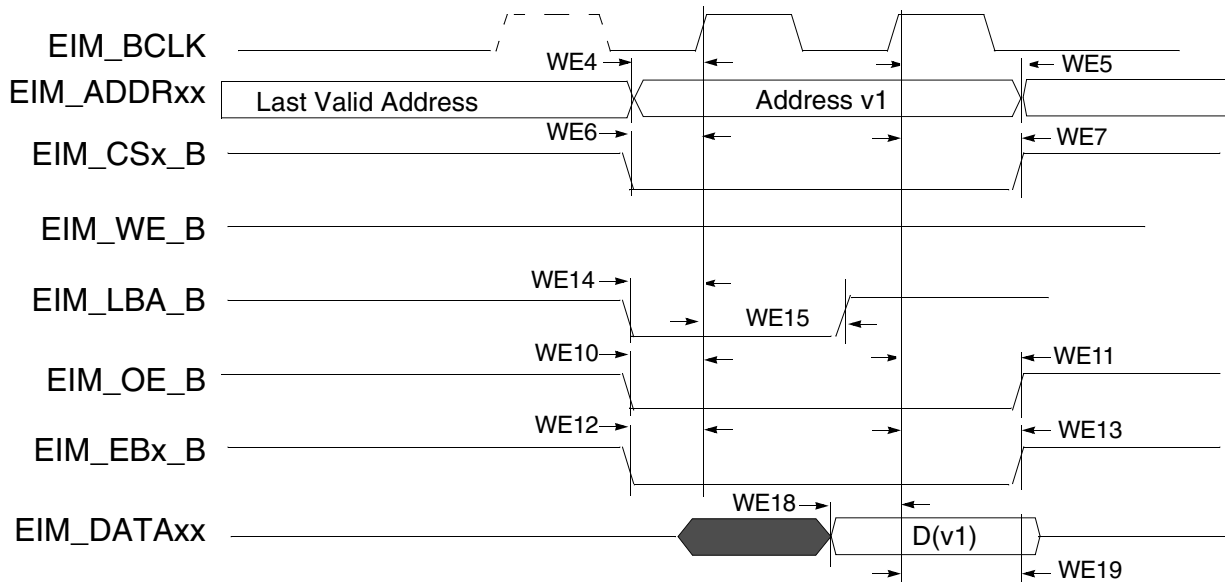 EIM_BCLK
WE4
WE5
EIM_ADDRxx
Last Valid Address
Address v1
WE6
WE7
EIM_CSx_B
EIM_WE_B
WE14
EIM_LBA_B
WE15
WE10
WE11
EIM_OE_B
WE12
WE13
EIM_EBx_B
WE18
EIM_DATAxx
D(v1)
WE19